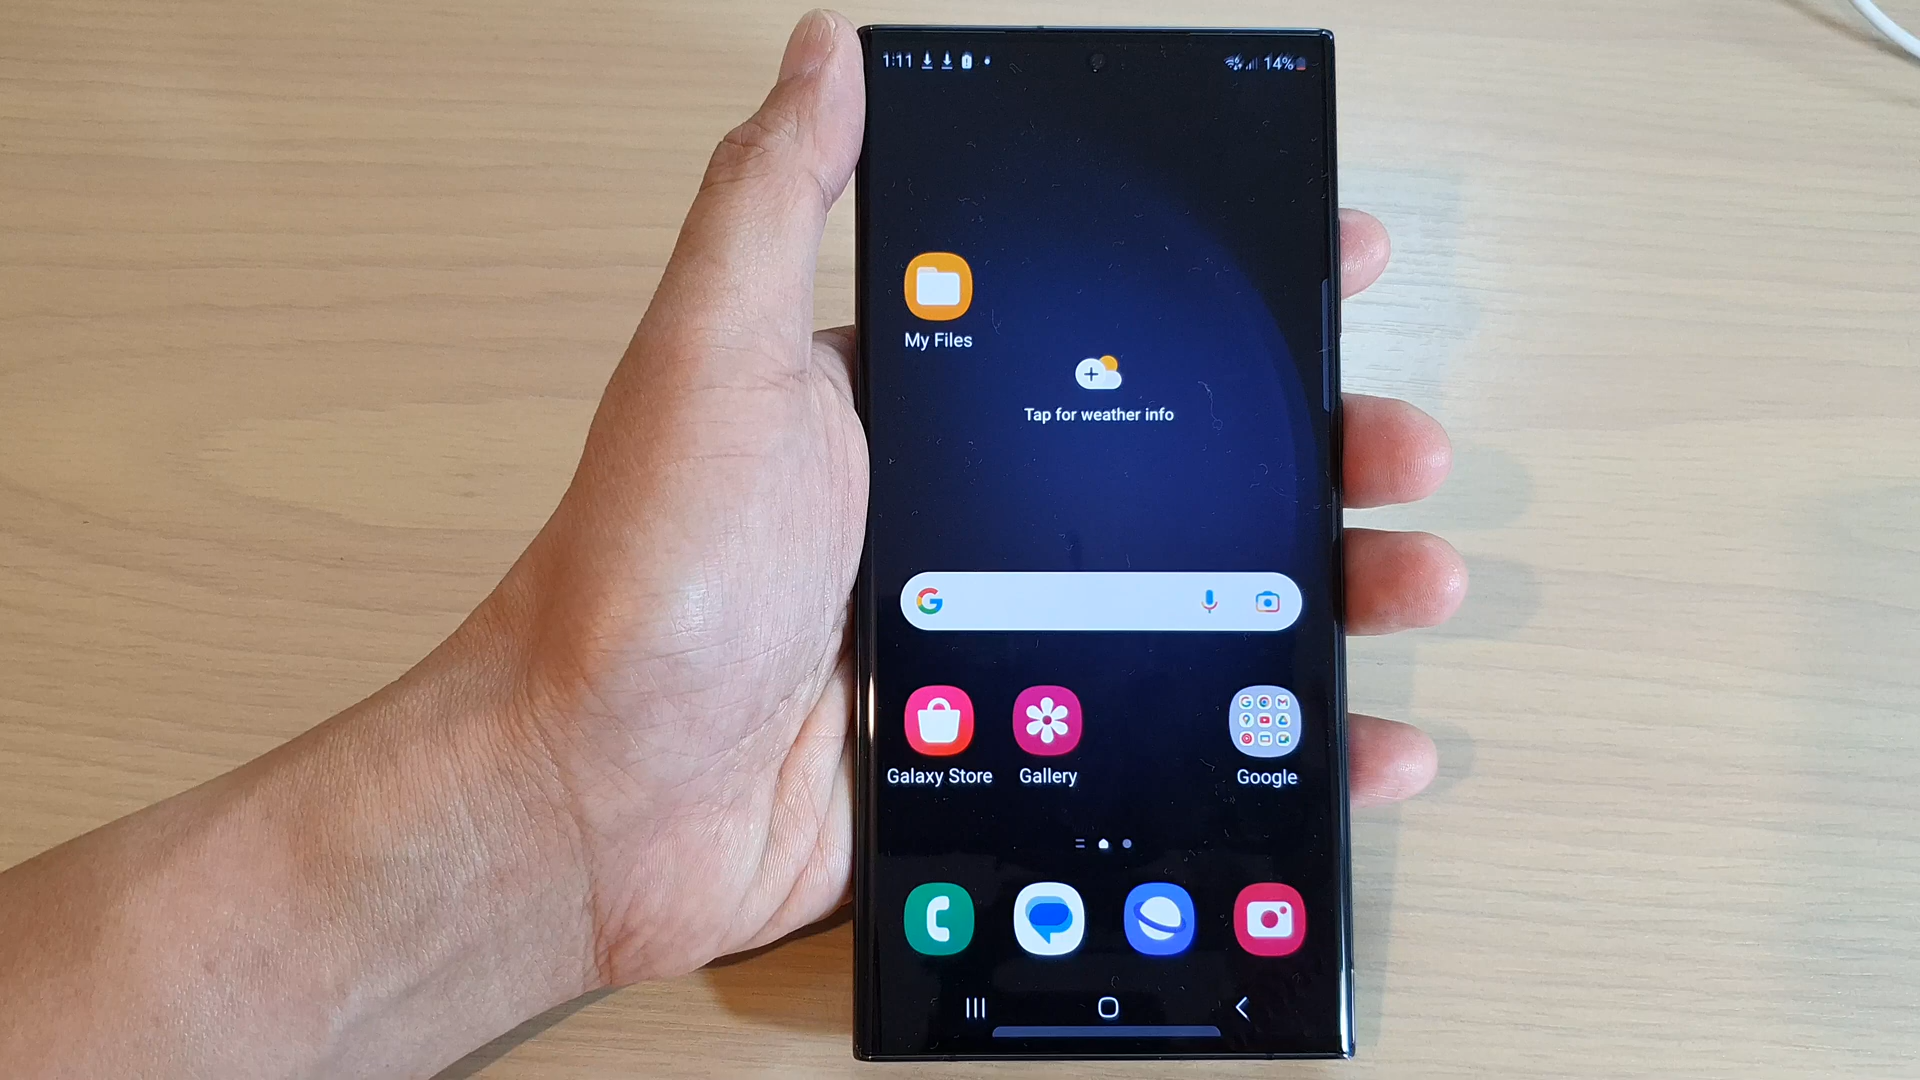 1:11
14%
My Files
Tap for weather info
Galaxy Store
Gallery
Google